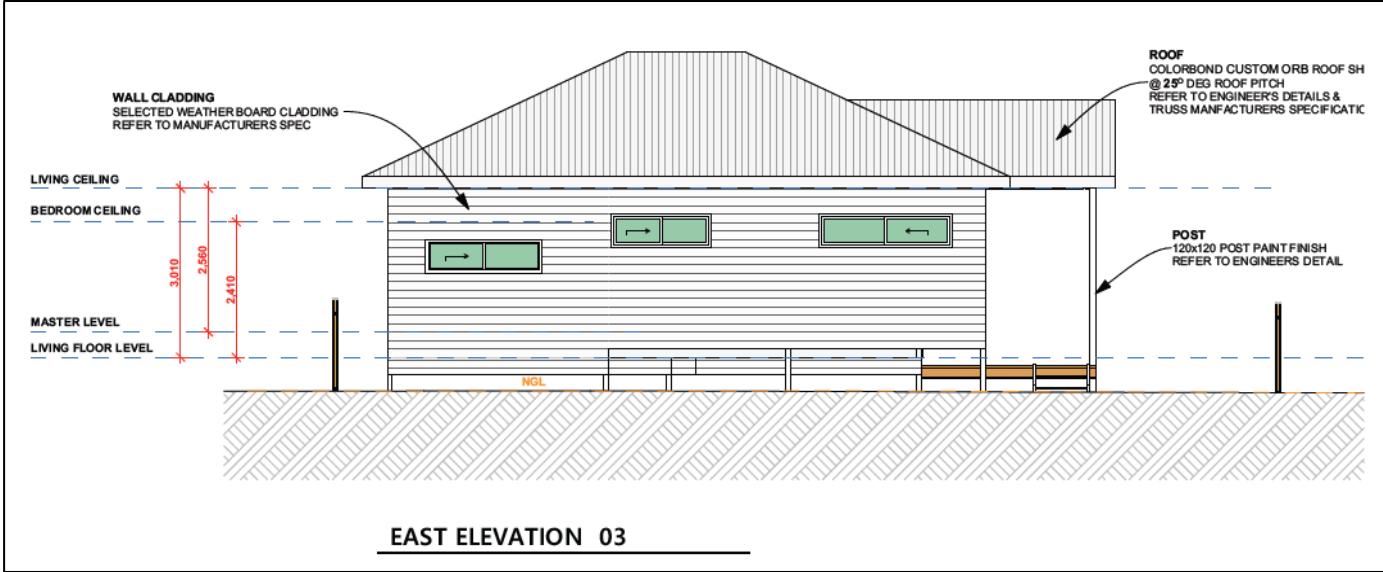 ROOF
COLORBOND CUSTOM ORB ROOF SH
@ 25⁰ DEG ROOF PITCH
REFER TO ENGINEER'S DETAILS &
TRUSS MANFACTURERS SPECIFICATIC
WALL CLADDING
SELECTED WEATHER BOARD CLADDING
REFER TO MANUFACTURERS SPEC
LIVING CEILING
BEDROOM CEILING
3,010
2,560
2,410
POST
120x120 POST PAINT FINISH
REFER TO ENGINEERS DETAIL
MASTER LEVEL
LIVING FLOOR LEVEL
NGL
EAST ELEVATION 03